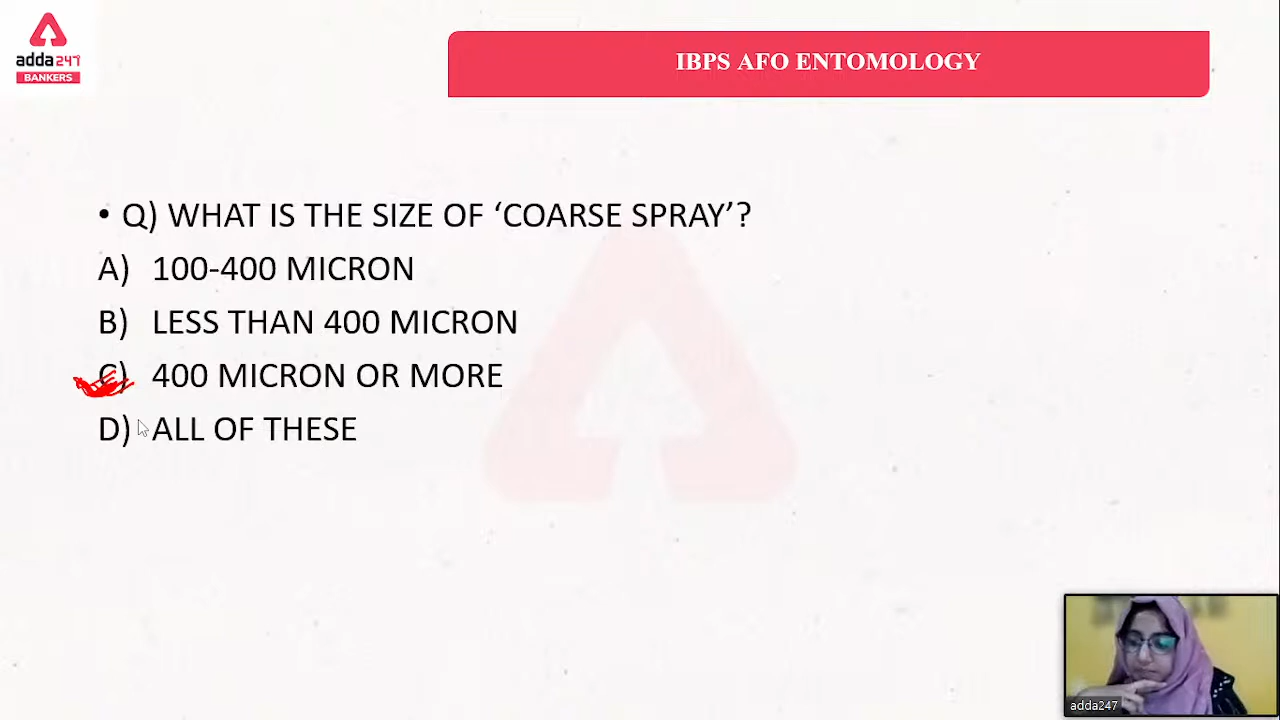 adda247
BANKERS
IBPS AFO ENTOMOLOGY
• Q) WHAT IS THE SIZE OF ‘COARSE SPRAY’?
A) 100-400 MICRON
B) LESS THAN 400 MICRON
C) 400 MICRON OR MORE
D) ALL OF THESE
adda247